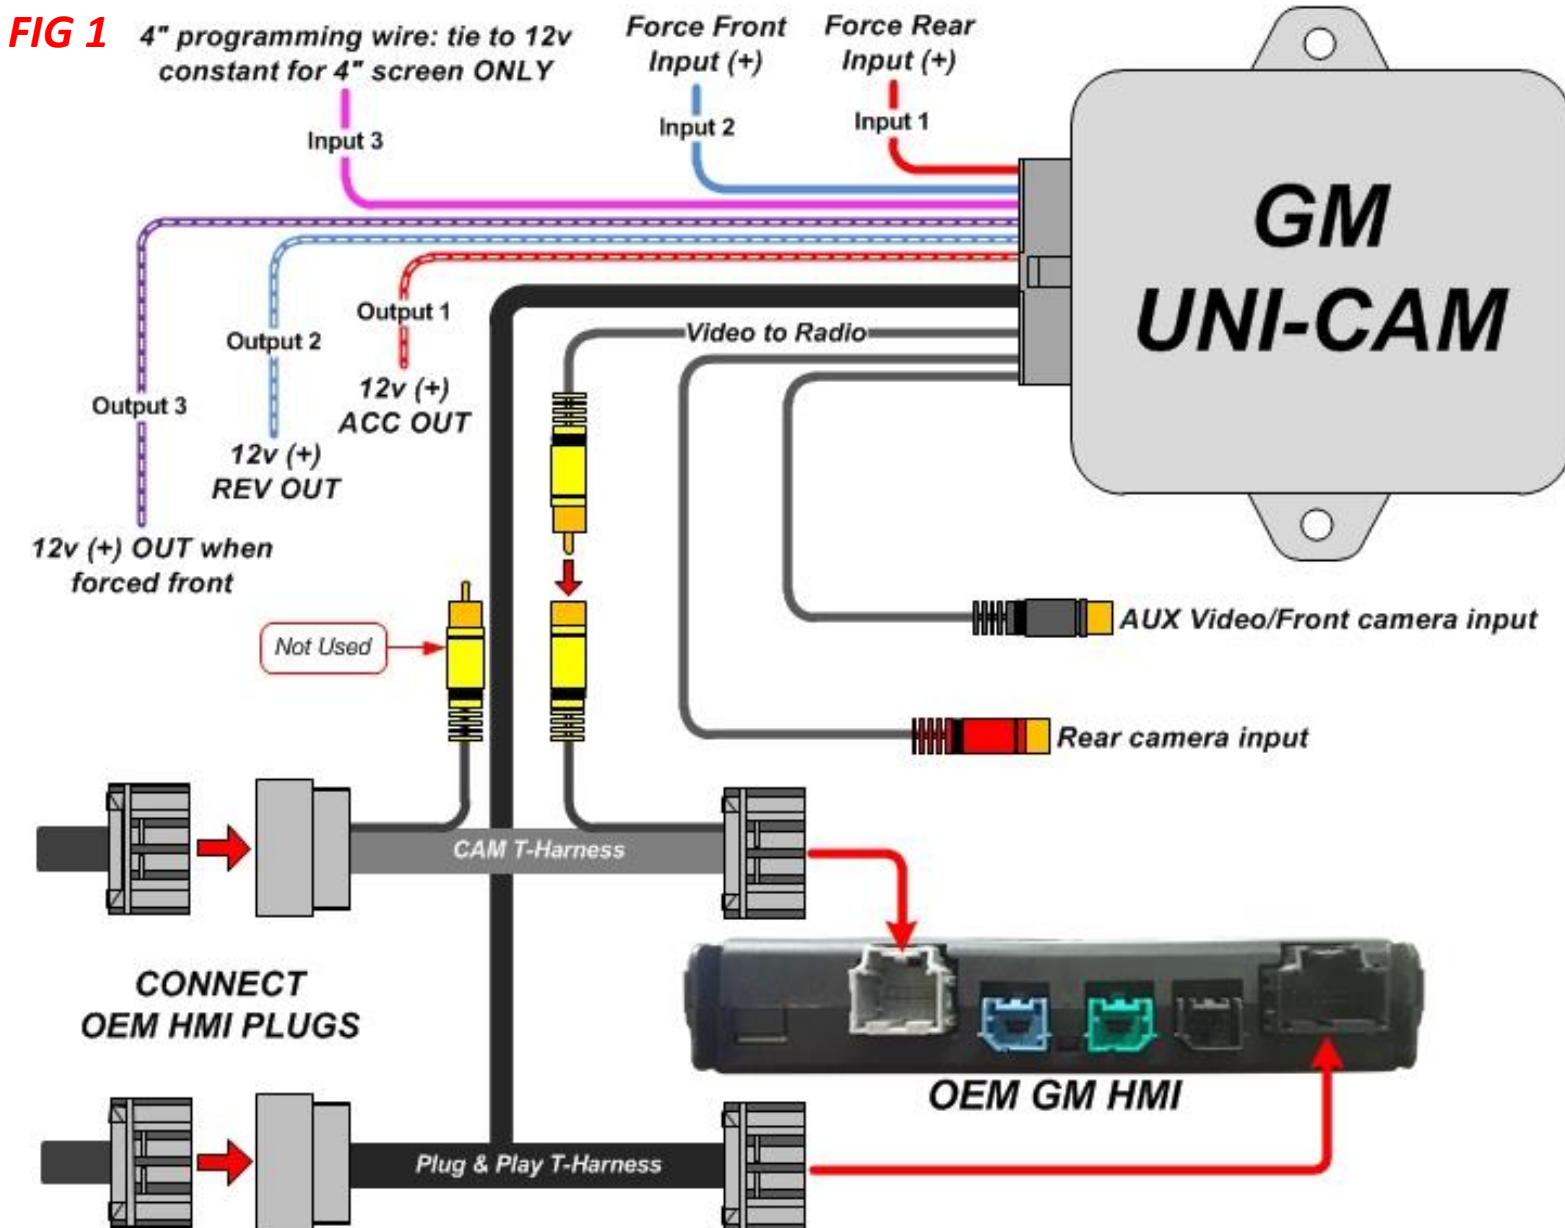 FIG 1
4" programming wire: tie to 12v
constant for 4" screen ONLY
Force Front
Input (+)
Force Rear
Input (+)
Input 3
Input 2
Input 1
GM
UNI-CAM
Output 1
Output 2
Output 3
Video to Radio
12v (+)
ACC OUT
12v (+)
REV OUT
12v (+) OUT when
forced front
Not Used
AUX Video/Front camera input
Rear camera input
CAM T-Harness
CONNECT
OEM HMI PLUGS
OEM GM HMI
Plug & Play T-Harness